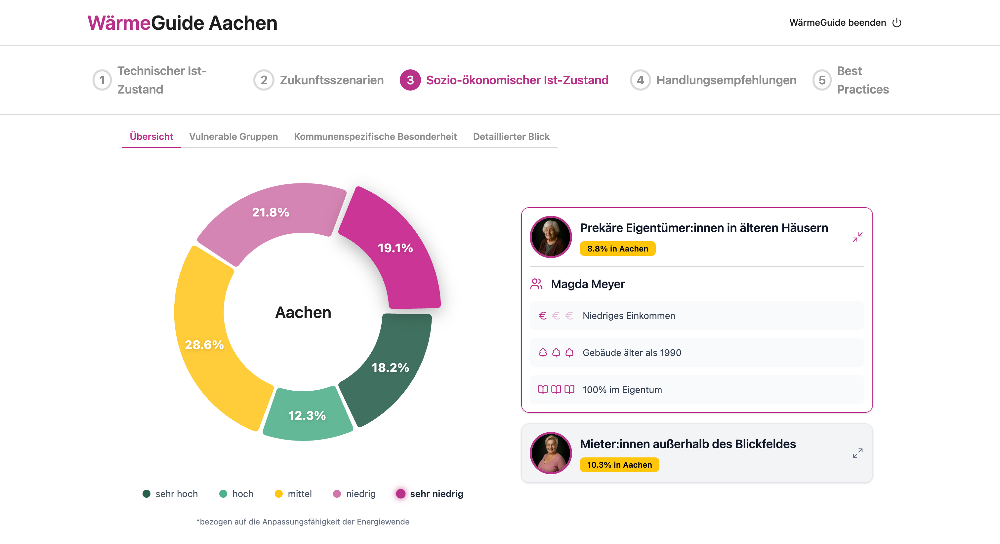 WärmeGuide Aachen
WärmeGuide beenden
1 Technischer Ist-
Zustand
2 Zukunftsszenarien
3 Sozio-ökonomischer Ist-Zustand
4 Handlungsempfehlungen
5 Best
Practices
Übersicht
Vulnerable Gruppen
Kommunenspezifische Besonderheit
Detaillierter Blick
21.8%
19.1%
Aachen
28.6%
18.2%
12.3%
sehr hoch
hoch
mittel
niedrig
sehr niedrig
*bezogen auf die Anpassungsfähigkeit der Energiewende
Prekäre Eigentümer:innen in älteren Häusern
8.8% in Aachen
Magda Meyer
€ € € Niedriges Einkommen
Gebäude älter als 1990
100% im Eigentum
Mieter:innen außerhalb des Blickfeldes
10.3% in Aachen